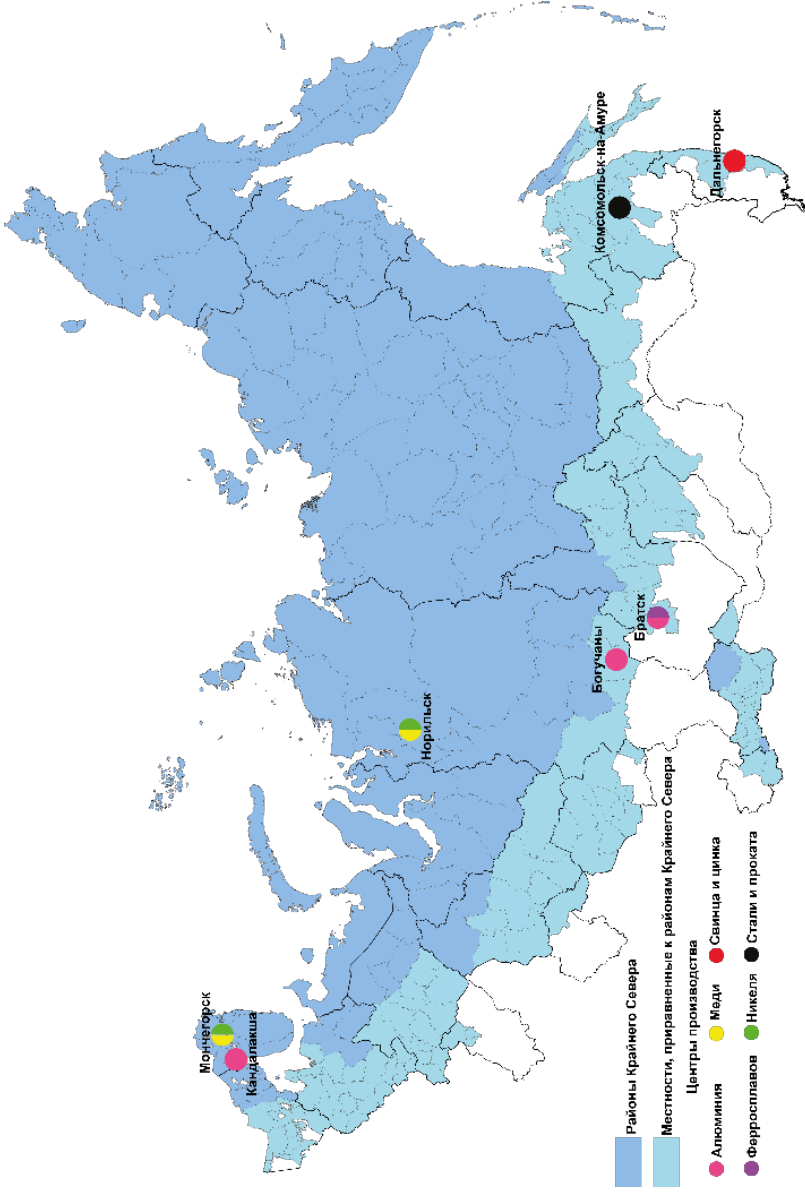 Мончегорск
Кандалакша
Норильск
Богучаны
Братск
Комсомольск-на-Амуре
Дальнегорск
Районы Крайнего Севера
Местности, приравненные к районам Крайнего Севера
Центры производства
Алюминия
Меди
Свинца и цинка
Ферросплавов
Никеля
Стали и проката